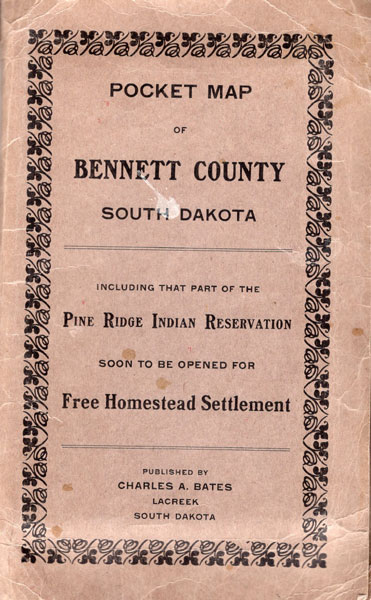 POCKET MAP
OF
BENNETT COUNTY
SOUTH DAKOTA
INCLUDING THAT PART OF THE
PINE RIDGE INDIAN RESERVATION
SOON TO BE OPENED FOR
Free Homestead Settlement
PUBLISHED BY
CHARLES A. BATES
LACREEK
SOUTH DAKOTA